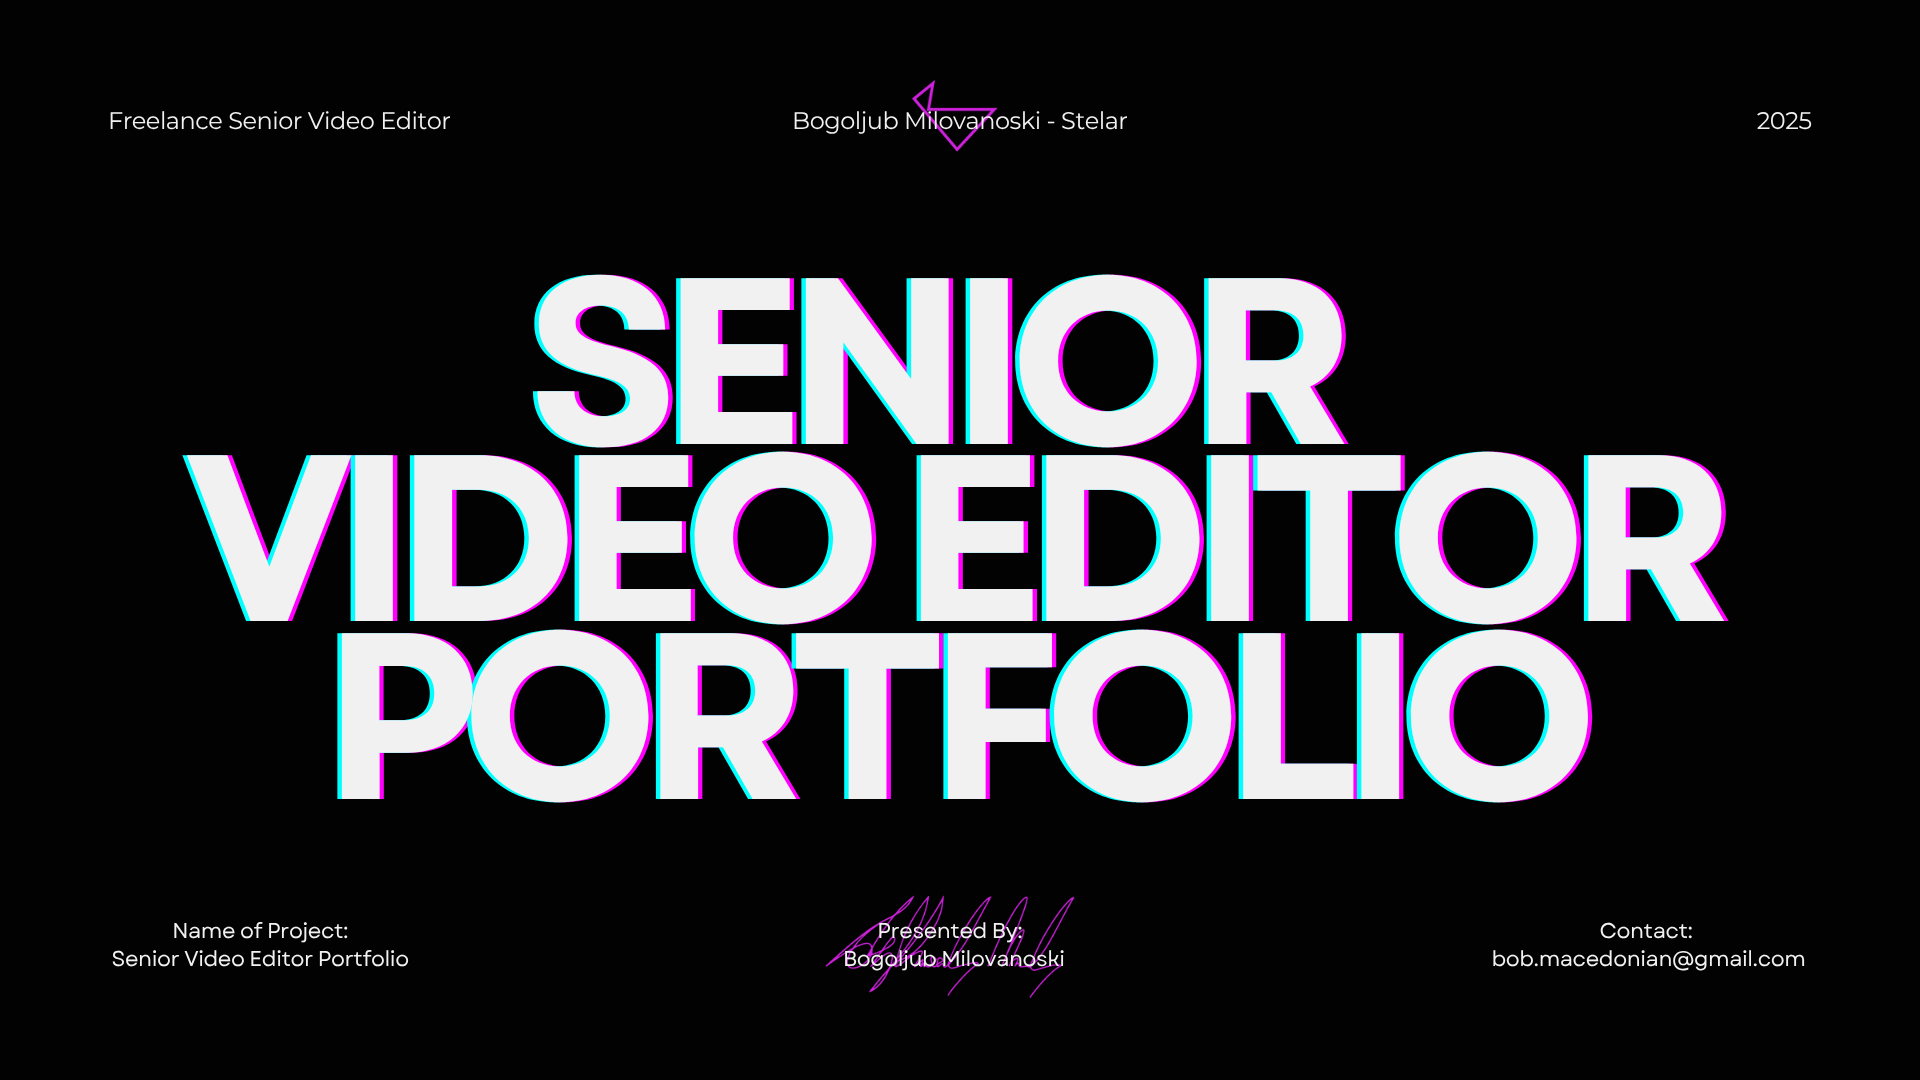 Freelance Senior Video Editor
Bogoljub Milovanoski - Stelar
2025
SENIOR
VIDEO EDITOR
PORTFOLIO
Name of Project:
Senior Video Editor Portfolio
Presented By:
Bogoljub Milovanoski
Contact:
bob.macedonian@gmail.com